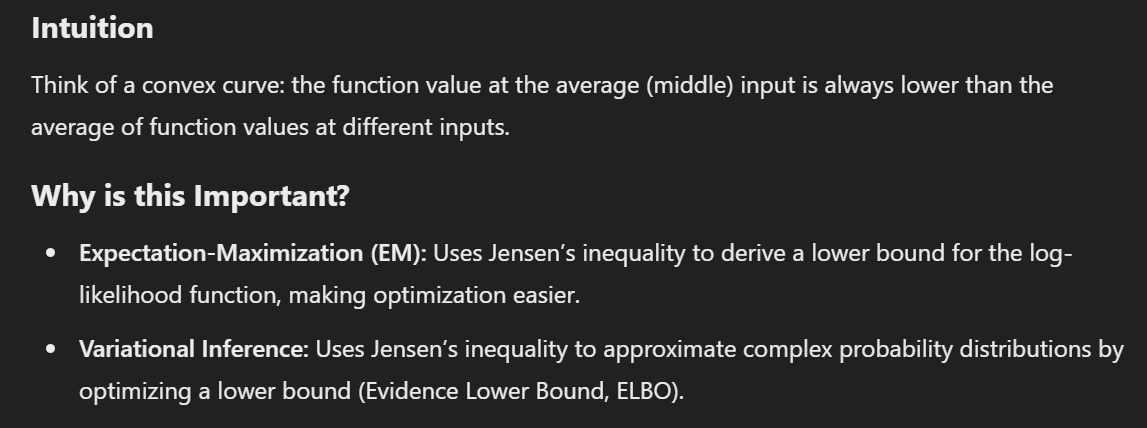 Intuition
Think of a convex curve: the function value at the average (middle) input is always lower than the
average of function values at different inputs.
Why is this Important?
• Expectation-Maximization (EM): Uses Jensen’s inequality to derive a lower bound for the log-
likelihood function, making optimization easier.
• Variational Inference: Uses Jensen’s inequality to approximate complex probability distributions by
optimizing a lower bound (Evidence Lower Bound, ELBO).